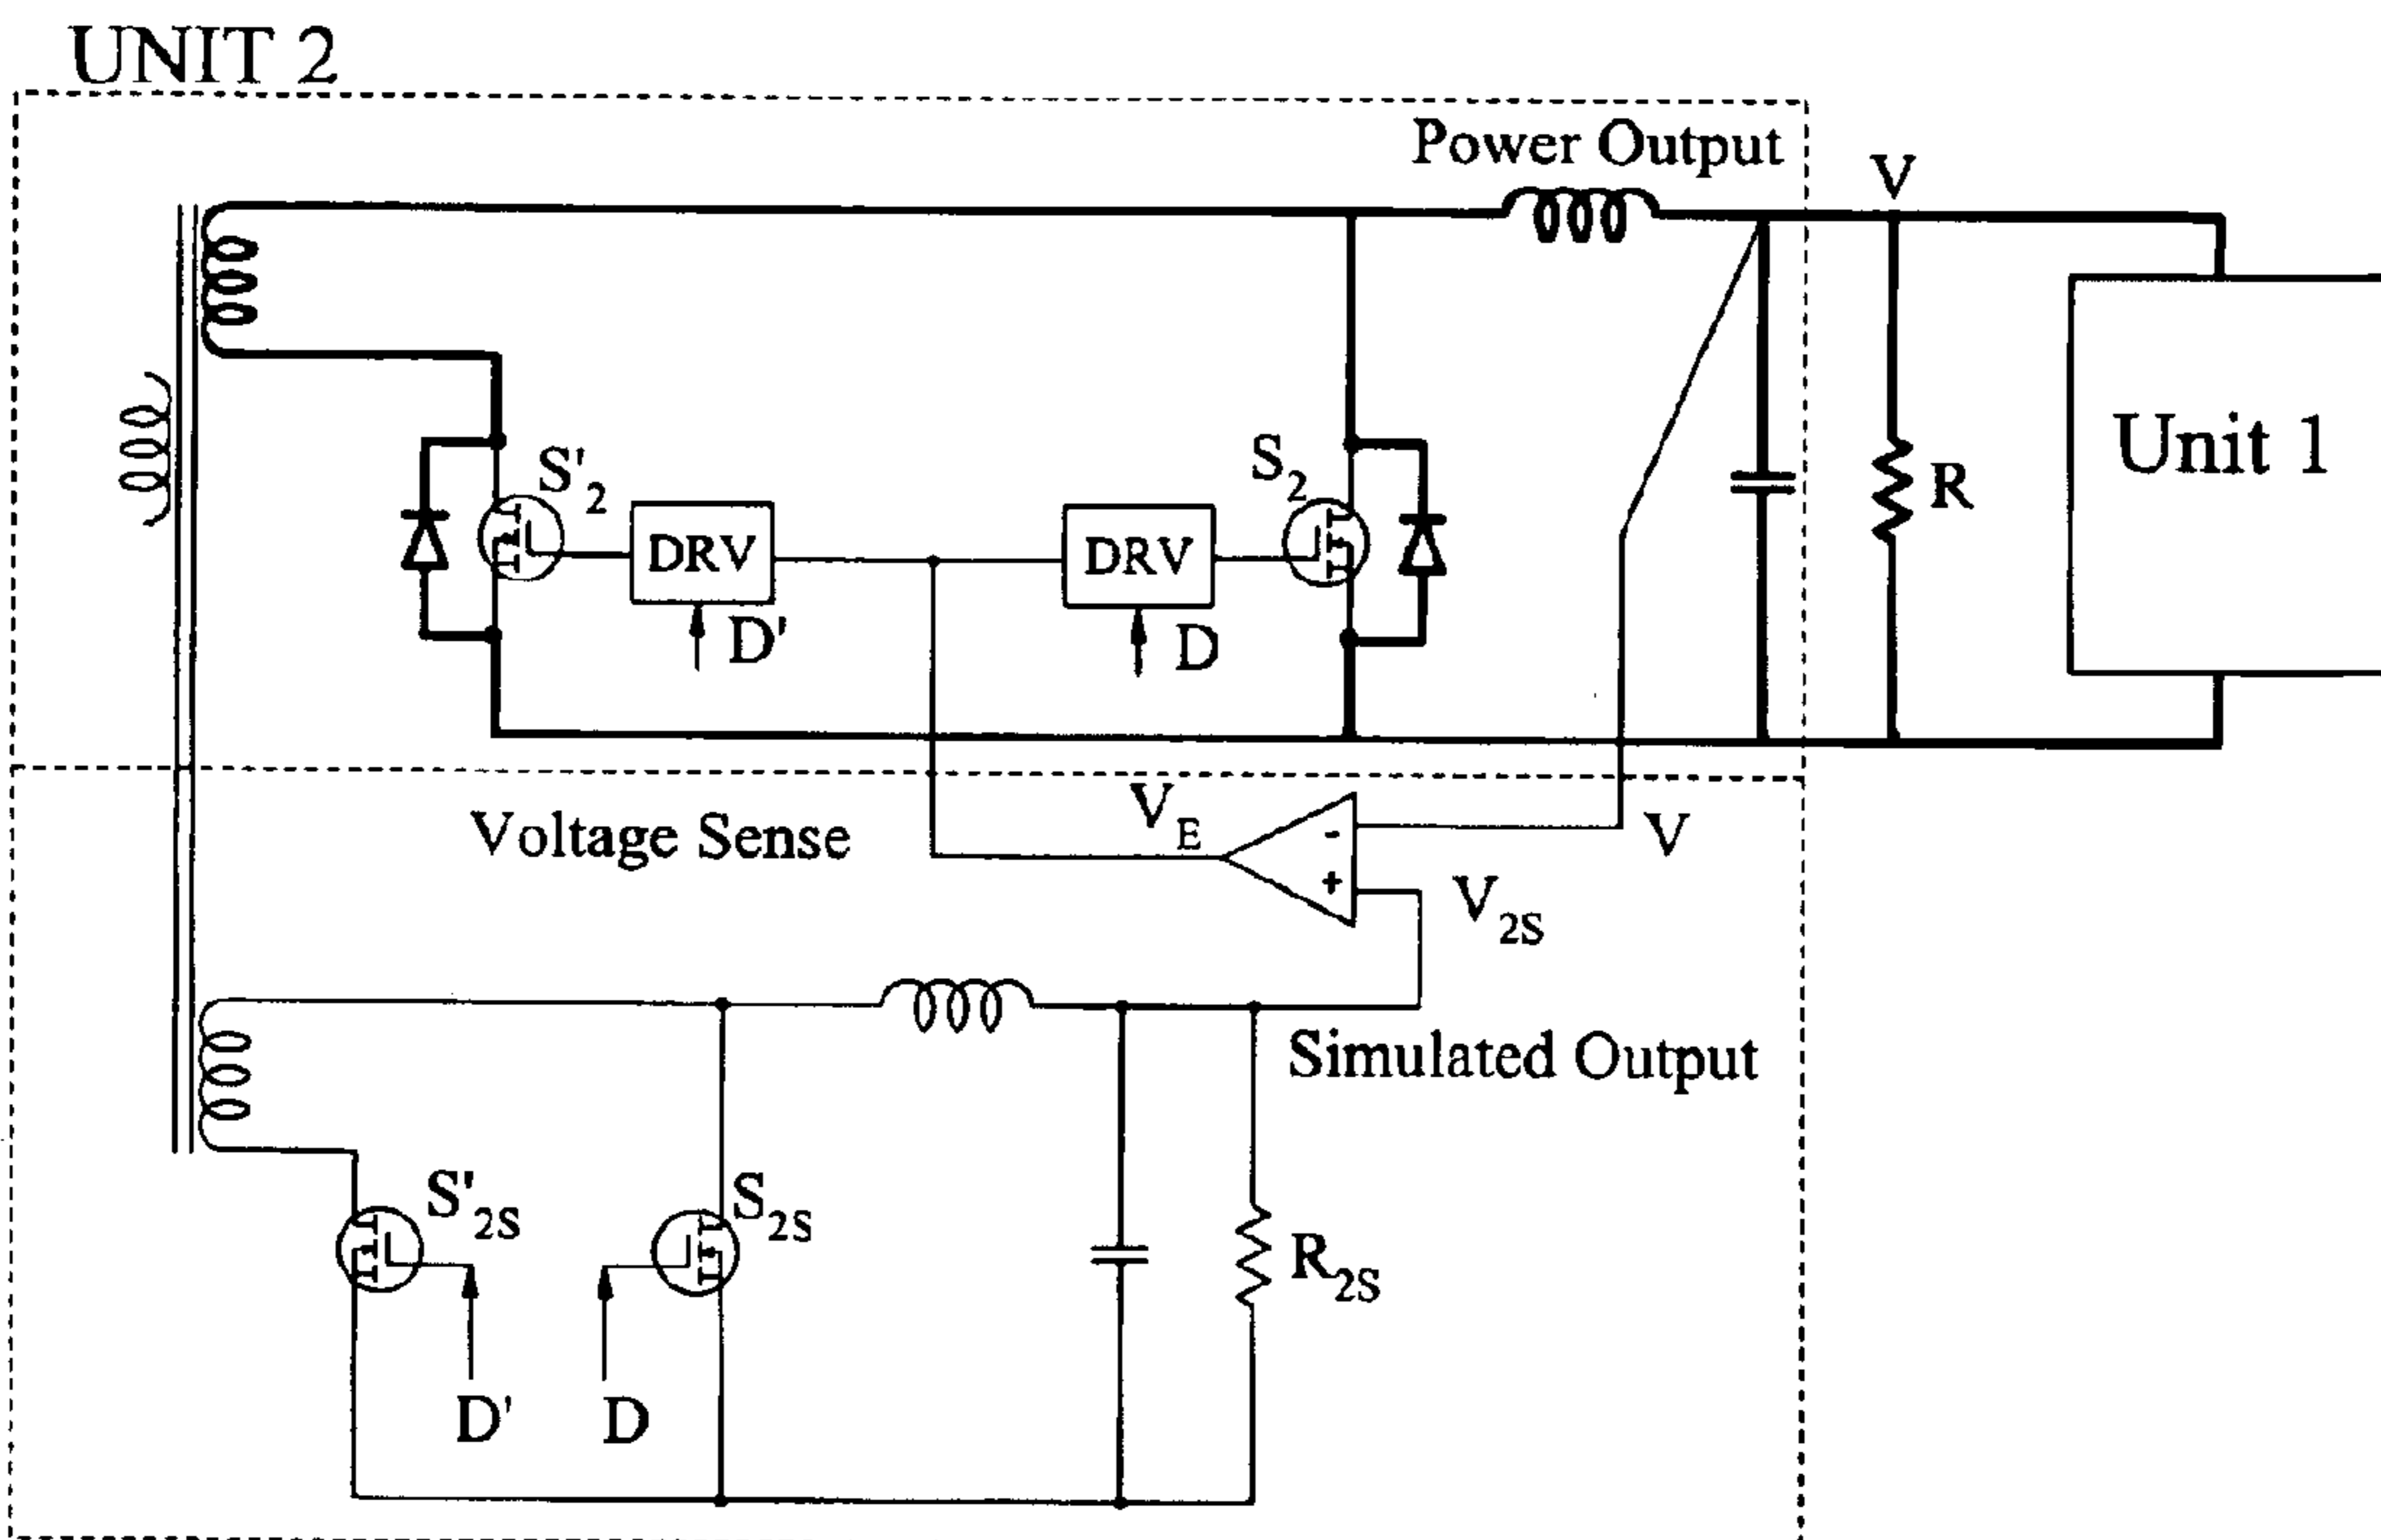 UNIT 2
Power Output
V
S'2
DRV
D'
S2
DRV
D
R
Unit 1
Voltage Sense
VE
-
+
V
V2S
Simulated Output
S'2S
S2S
R2S
D'
D